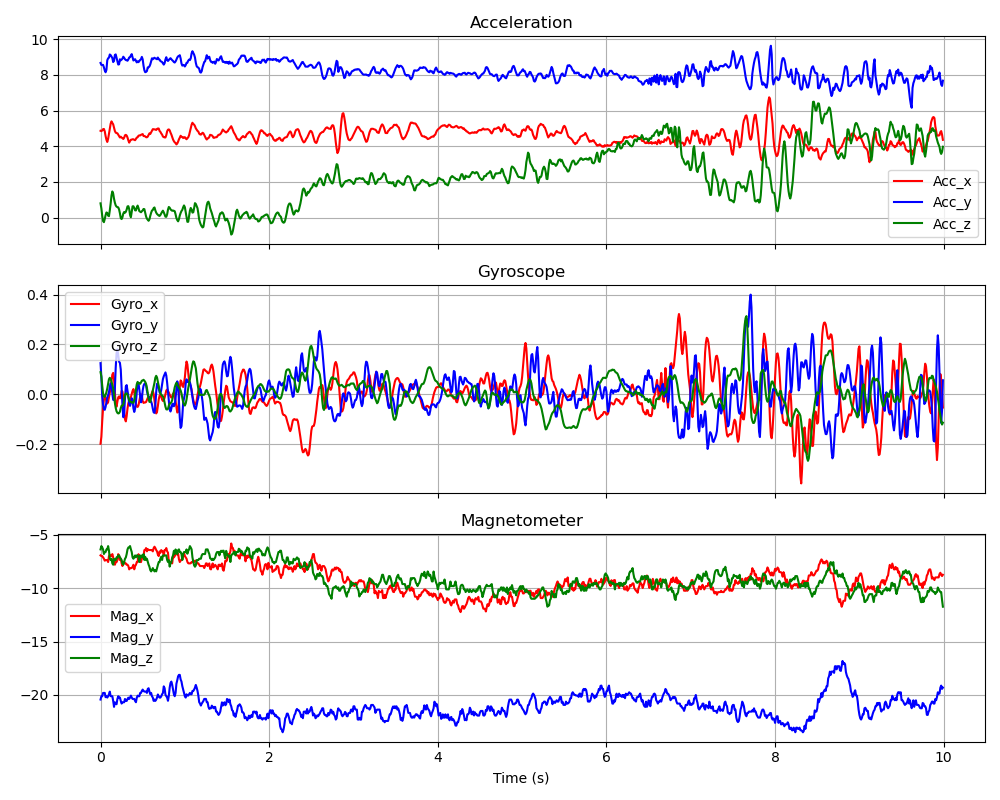 Acceleration
10
8
6
4
2
0
Acc_x
Acc_y
Acc_z
Gyroscope
0.4
0.2
0.0
−0.2
Gyro_x
Gyro_y
Gyro_z
Magnetometer
−5
−10
−15
−20
Mag_x
Mag_y
Mag_z
0 2 4 6 8 10
Time (s)